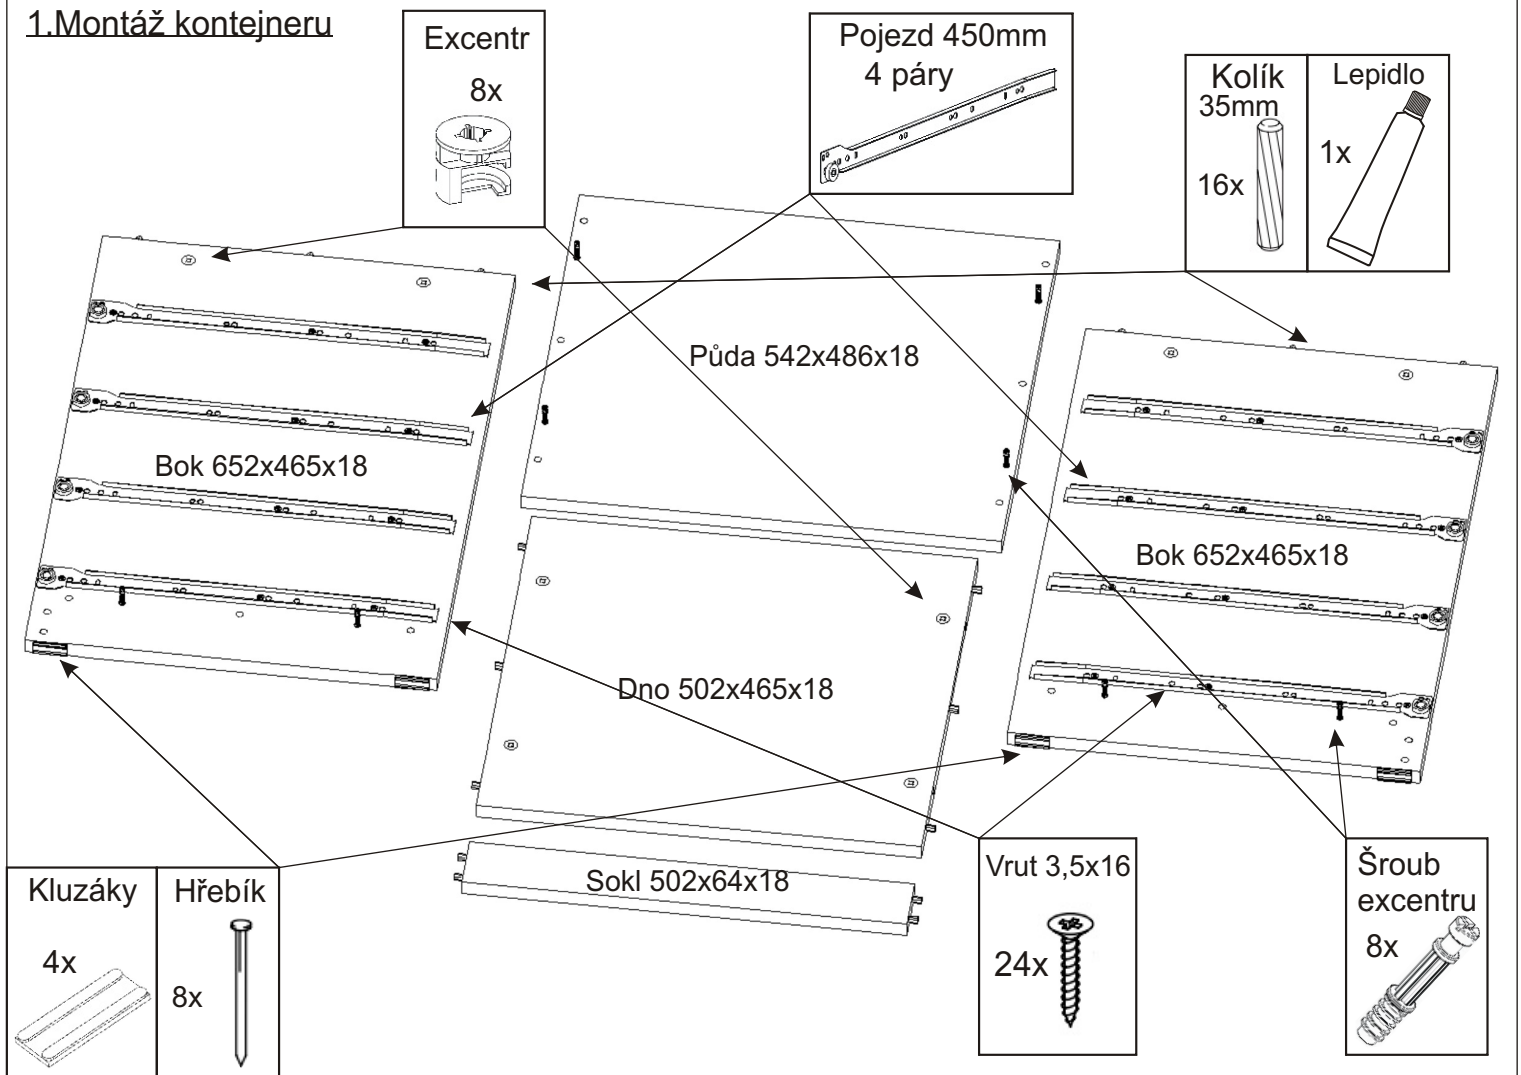 1.Montáž kontejneru
Excentr
8x
Pojezd 450mm
4 páry
Kolík
35mm
16x
Lepidlo
1x
Půda 542x486x18
Bok 652x465x18
Bok 652x465x18
Dno 502x465x18
Sokl 502x64x18
Kluzáky
4x
Hřebík
8x
Vrut 3,5x16
24x
Šroub
excentru
8x